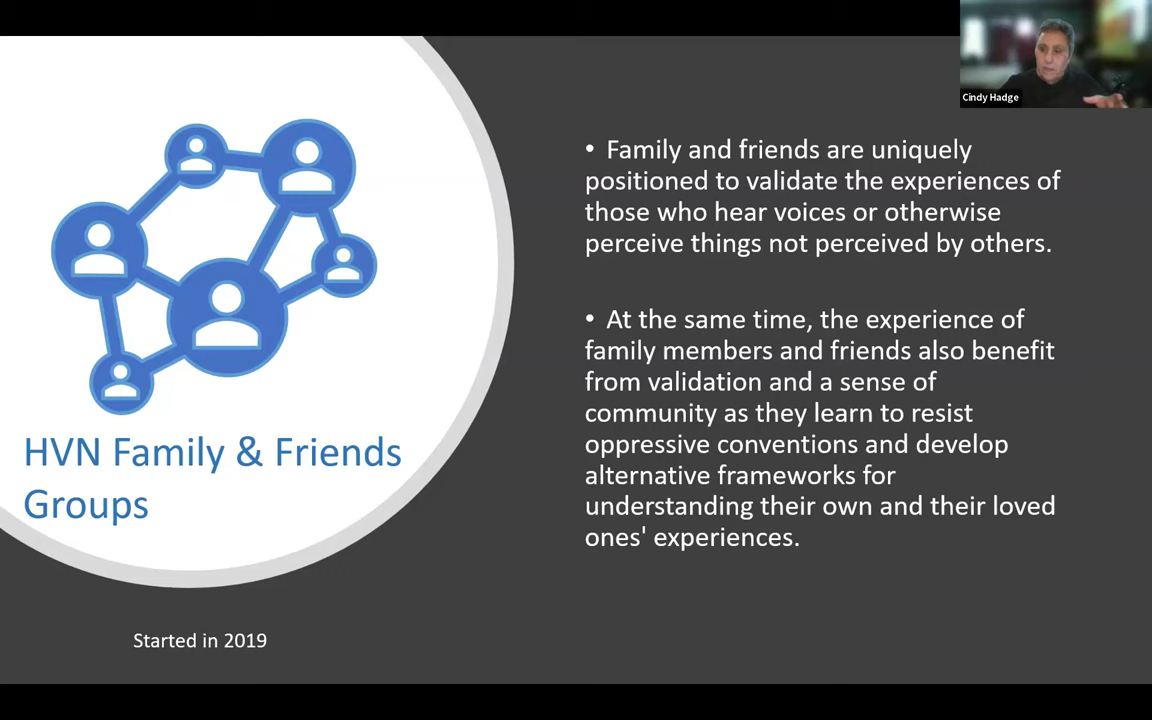 Cindy Hadge
• Family and friends are uniquely
positioned to validate the experiences of
those who hear voices or otherwise
perceive things not perceived by others.
• At the same time, the experience of
family members and friends also benefit
from validation and a sense of
community as they learn to resist
oppressive conventions and develop
alternative frameworks for
understanding their own and their loved
ones' experiences.
HVN Family & Friends
Groups
Started in 2019